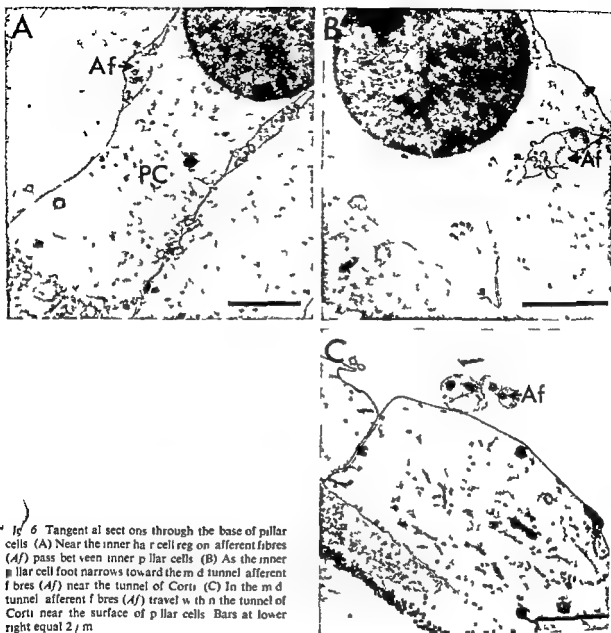 A
Af
PC
B
Af
C
Af
6 Tangent al sect ons through the base of pillar
cells (A) Near the inner ha r cell reg on afferent fibres
(Af) pass bet veen inner p llar cells (B) As the inner
p llar cell foot narrows toward the m d tunnel afferent
f bres (Af) near the tunnel of Corti (C) In the m d
tunnel afferent f bres (Af) travel w th n the tunnel of
Corti near the surface of p llar cells Bars at lower
right equal 2 / m